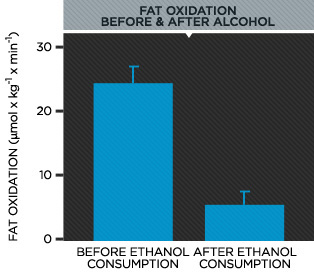 FAT OXIDATION
BEFORE & AFTER ALCOHOL
FAT OXIDATION (μmol x kg⁻¹ x min⁻¹)
30
20
10
0
BEFORE ETHANOL CONSUMPTION
AFTER ETHANOL CONSUMPTION